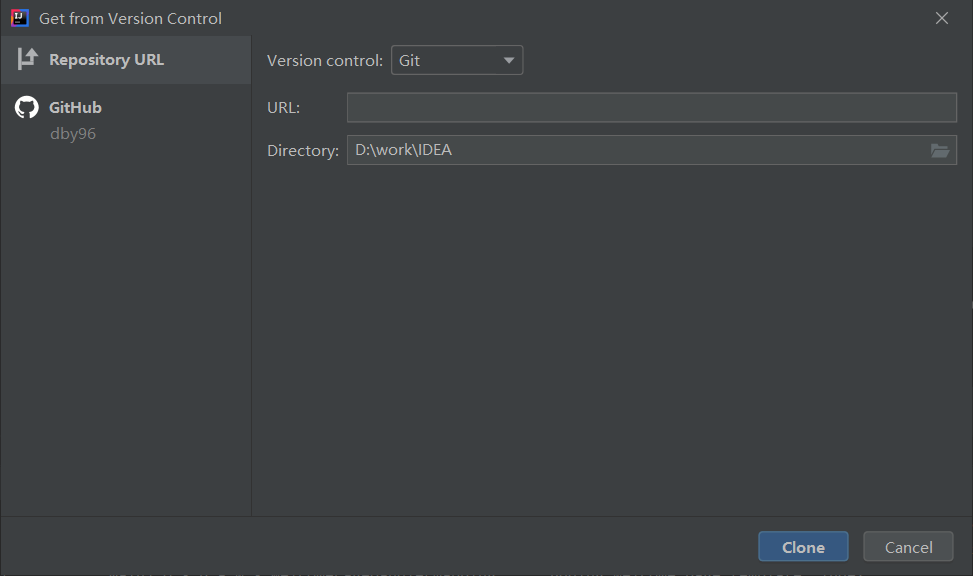 Get from Version Control
Repository URL
GitHub
dby96
Version control: Git
URL:
Directory: D:\work\IDEA
Clone
Cancel